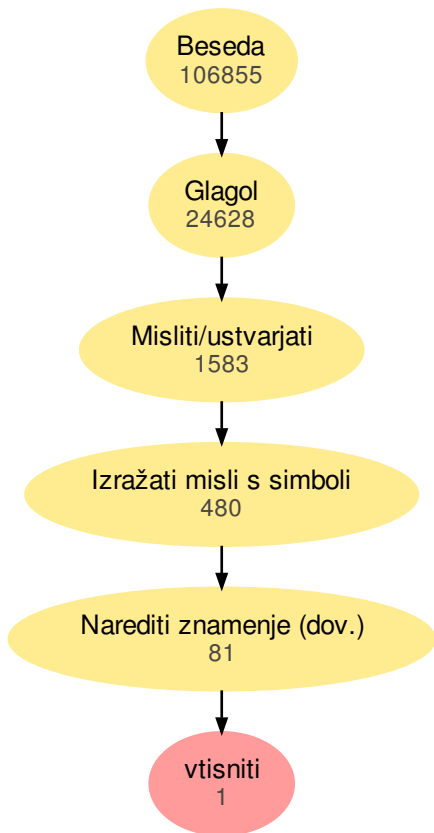 Beseda
106855
Glagol
24628
Misliti/ustvarjati
1583
Izražati misli s simboli
480
Narediti znamenje (dov.)
81
vtisniti
1